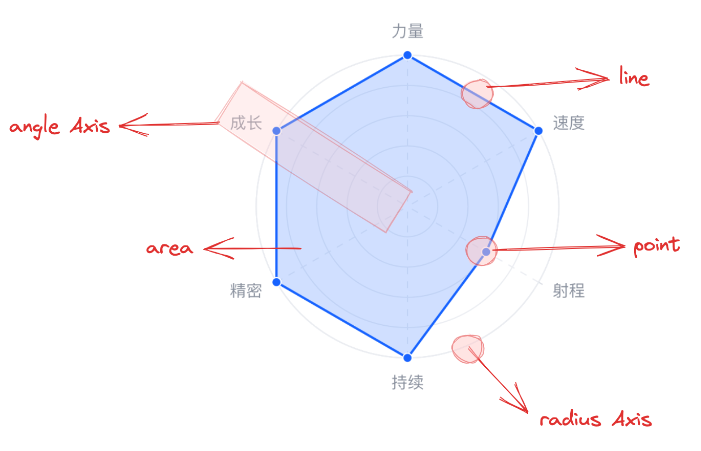 力量
line
速度
成长
angle Axis
area
point
精密
射程
持续
radius Axis